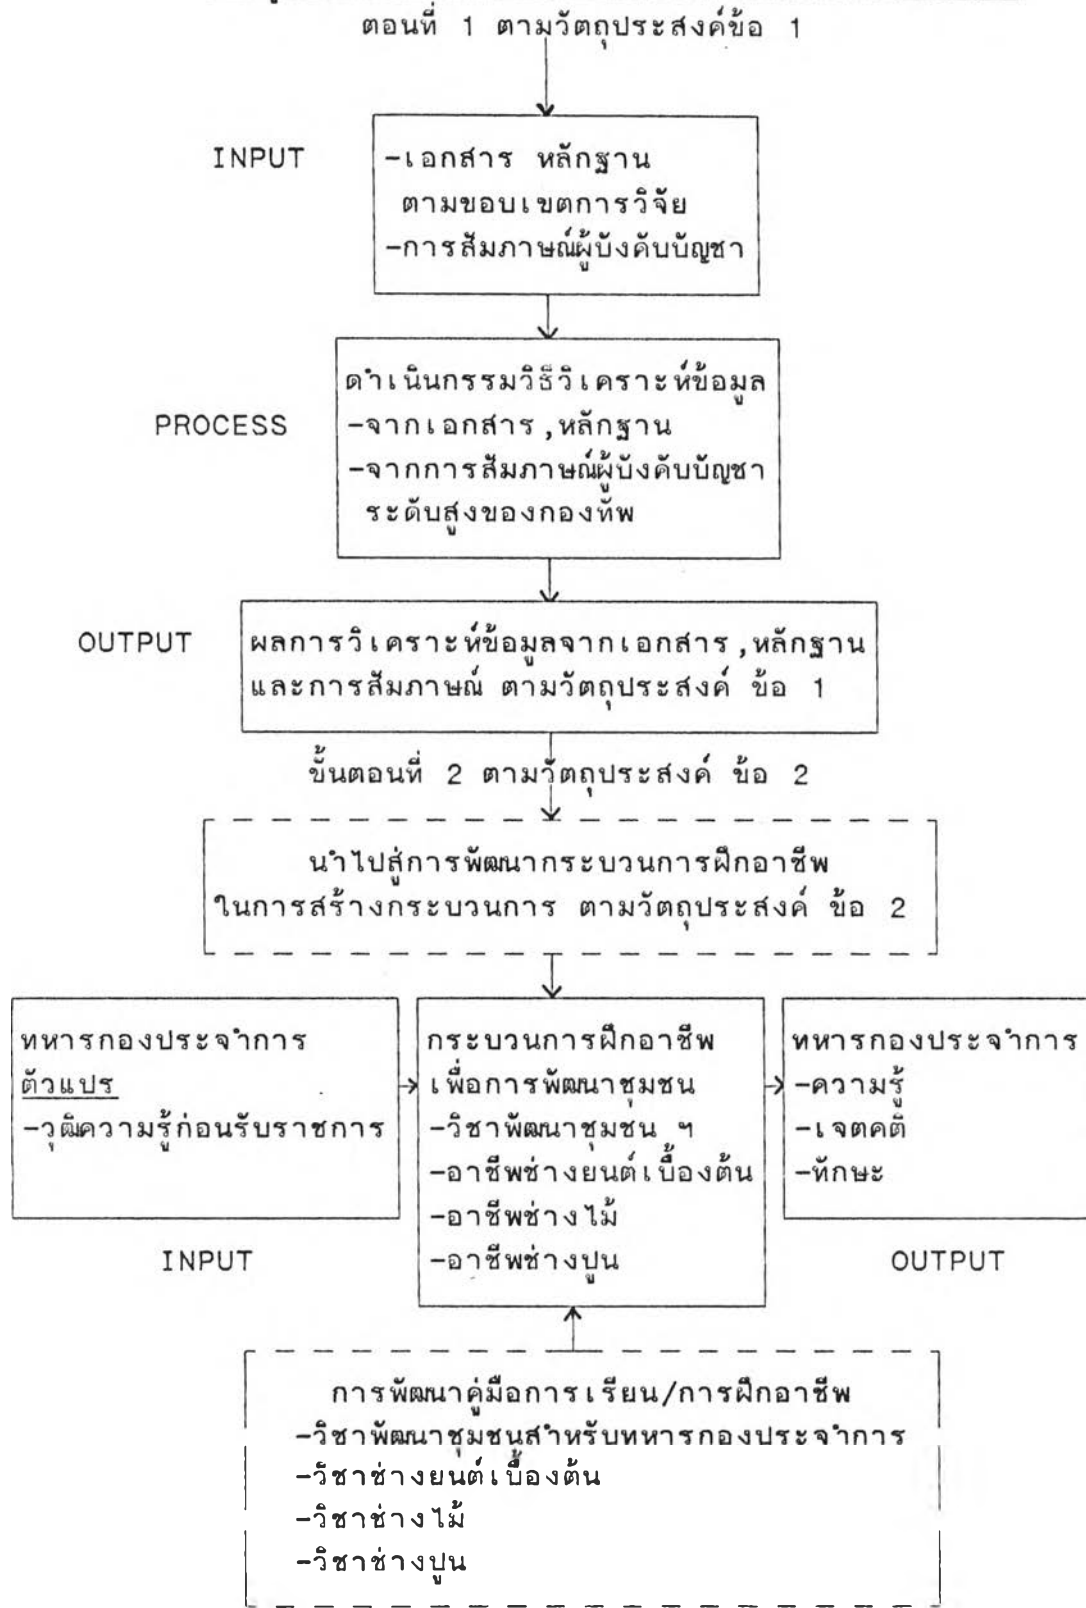 ตอนที่ 1 ตามวัตถุประสงค์ข้อ 1
INPUT
-เอกสาร หลักฐาน
ตามขอบเขตการวิจัย
-การสัมภาษณ์ผู้บังคับบัญชา
PROCESS
ดำเนินกรรมวิธีวิเคราะห์ข้อมูล
-จากเอกสาร,หลักฐาน
-จากการสัมภาษณ์ผู้บังคับบัญชา
ระดับสูงของกองทัพ
OUTPUT
ผลการวิเคราะห์ข้อมูลจากเอกสาร,หลักฐาน
และการสัมภาษณ์ ตามวัตถุประสงค์ ข้อ 1
ขั้นตอนที่ 2 ตามวัตถุประสงค์ ข้อ 2
นำไปสู่การพัฒนากระบวนการฝึกอาชีพ
ในการสร้างกระบวนการ ตามวัตถุประสงค์ ข้อ 2
ทหารกองประจำการ
ตัวแปร
-วุฒิความรู้ก่อนรับราชการ
INPUT
กระบวนการฝึกอาชีพ
เพื่อการพัฒนาชุมชน
-วิชาพัฒนาชุมชน ฯ
-อาชีพช่างยนต์เบื้องต้น
-อาชีพช่างไม้
-อาชีพช่างปูน
ทหารกองประจำการ
-ความรู้
-เจตคติ
-ทักษะ
OUTPUT
การพัฒนาคู่มือการเรียน/การฝึกอาชีพ
-วิชาพัฒนาชุมชนสำหรับทหารกองประจำการ
-วิชาช่างยนต์เบื้องต้น
-วิชาช่างไม้
-วิชาช่างปูน